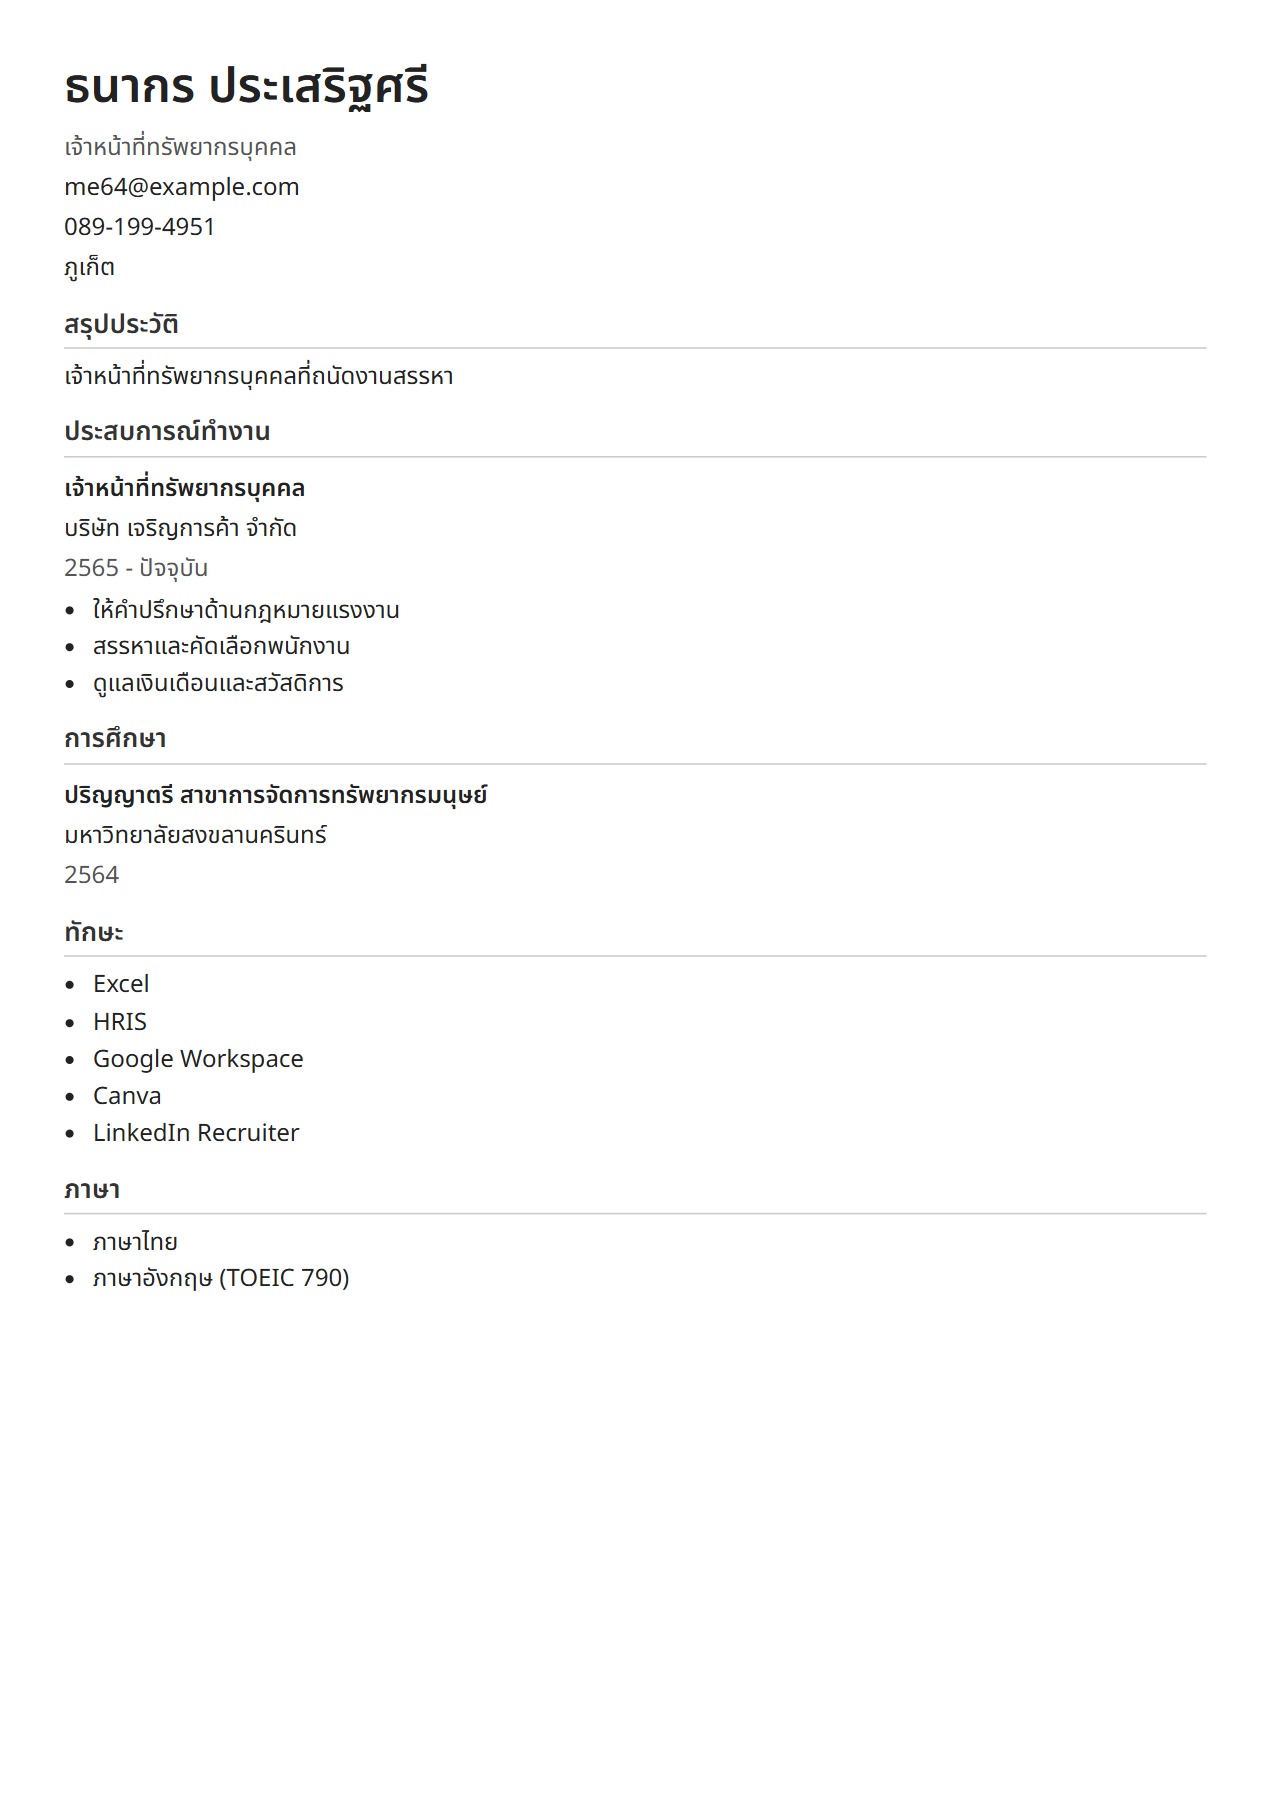 ธนากร ประเสริฐศรี
เจ้าหน้าที่ทรัพยากรบุคคล
me64@example.com
089-199-4951
ภูเก็ต
สรุปประวัติ
เจ้าหน้าที่ทรัพยากรบุคคลที่ถนัดงานสรรหา
ประสบการณ์ทำงาน
เจ้าหน้าที่ทรัพยากรบุคคล
บริษัท เจริญการค้า จำกัด
2565 - ปัจจุบัน
• ให้คำปรึกษาด้านกฎหมายแรงงาน
• สรรหาและคัดเลือกพนักงาน
• ดูแลเงินเดือนและสวัสดิการ
การศึกษา
ปริญญาตรี สาขาการจัดการทรัพยากรมนุษย์
มหาวิทยาลัยสงขลานครินทร์
2564
ทักษะ
• Excel
• HRIS
• Google Workspace
• Canva
• LinkedIn Recruiter
ภาษา
• ภาษาไทย
• ภาษาอังกฤษ (TOEIC 790)